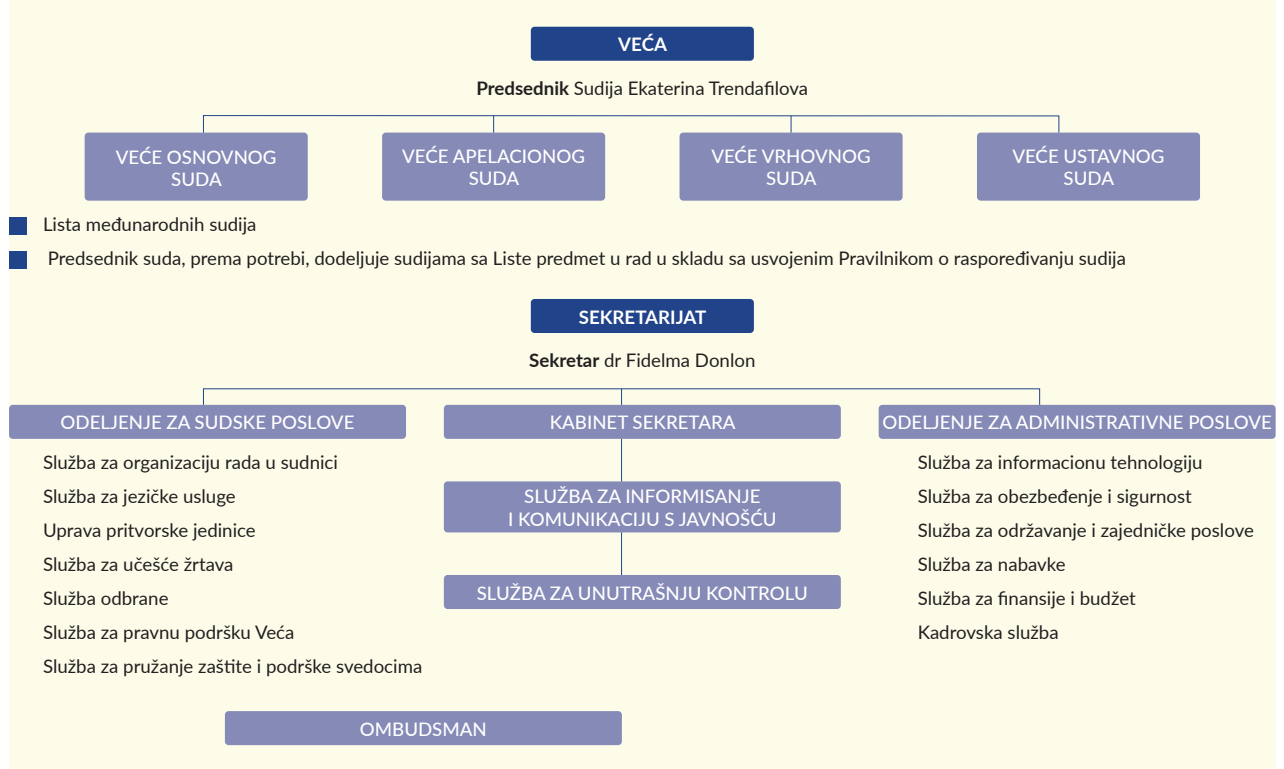 VEĆA
Predsednik Sudija Ekaterina Trendafilova
VEĆE OSNOVNOG
SUDA
VEĆE APELACIONOG
SUDA
VEĆE VRHOVNOG
SUDA
VEĆE USTAVNOG
SUDA
Lista međunarodnih sudija
Predsednik suda, prema potrebi, dodeljuje sudijama sa Liste predmet u rad u skladu sa usvojenim Pravilnikom o raspoređivanju sudija
SEKRETARIJAT
Sekretar dr Fidelma Donlon
ODELJENJE ZA SUDSKE POSLOVE
Služba za organizaciju rada u sudnici
Služba za jezičke usluge
Uprava pritvorske jedinice
Služba za učešće žrtava
Služba odbrane
Služba za pravnu podršku Veća
Služba za pružanje zaštite i podrške svedocima
KABINET SEKRETARA
SLUŽBA ZA INFORMISANJE
I KOMUNIKACIJU S JAVNOŠĆU
SLUŽBA ZA UNUTRAŠNJU KONTROLU
ODELJENJE ZA ADMINISTRATIVNE POSLOVE
Služba za informacionu tehnologiju
Služba za obezbeđenje i sigurnost
Služba za održavanje i zajedničke poslove
Služba za nabavke
Služba za finansije i budžet
Kadrovska služba
OMBUDSMAN